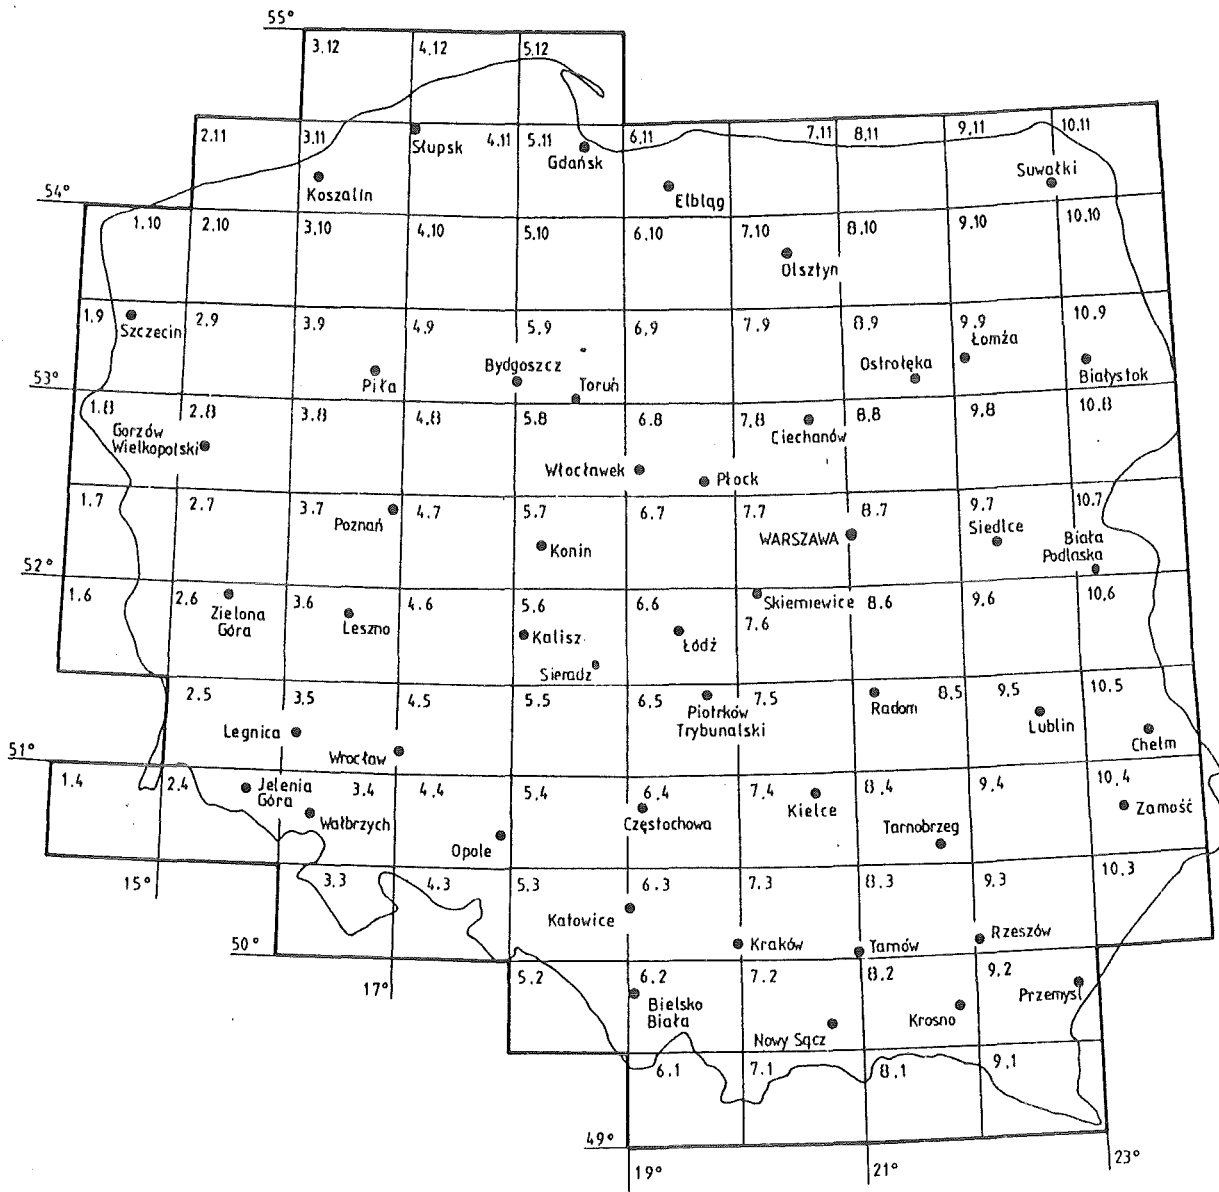 55°
3.12 4.12 5.12
2.11 3.11 4.11 5.11 6.11 7.11 8.11 9.11 10.11
Słupsk
Gdańsk
Suwałki
Koszalin
Elbląg
54°
1.10 2.10 3.10 4.10 5.10 6.10 7.10 8.10 9.10 10.10
Olsztyn
1.9 2.9 3.9 4.9 5.9 6.9 7.9 8.9 9.9 10.9
Szczecin
Łomża
Bydgoszcz
Ostrołęka
Piła
Toruń
Białystok
53°
1.8 2.8 3.8 4.8 5.8 6.8 7.8 8.8 9.8 10.8
Gorzów
Wielkopolski
Ciechanów
Włocławek
Płock
1.7 2.7 3.7 4.7 5.7 6.7 7.7 8.7 9.7 10.7
Poznań
Siedlce
WARSZAWA
Biała
Podlaska
Konin
52°
1.6 2.6 3.6 4.6 5.6 6.6 7.6 8.6 9.6 10.6
Skierniewice
Zielona
Góra
Leszno
Kalisz
Łódź
Sieradz
2.5 3.5 4.5 5.5 6.5 7.5 8.5 9.5 10.5
Piotrków
Trybunalski
Radom
Lublin
Legnica
Wrocław
Chełm
51°
1.4 2.4 3.4 4.4 5.4 6.4 7.4 8.4 9.4 10.4
Jelenia
Góra
Wałbrzych
Częstochowa
Kielce
Zamość
Tarnobrzeg
Opole
15°
3.3 4.3 5.3 6.3 7.3 8.3 9.3 10.3
Katowice
Rzeszów
50°
Kraków
Tarnów
5.2 6.2 7.2 8.2 9.2
17°
Przemyśl
Bielsko
Biała
Krosno
Nowy Sącz
6.1 7.1 8.1 9.1
49°
19° 21° 23°